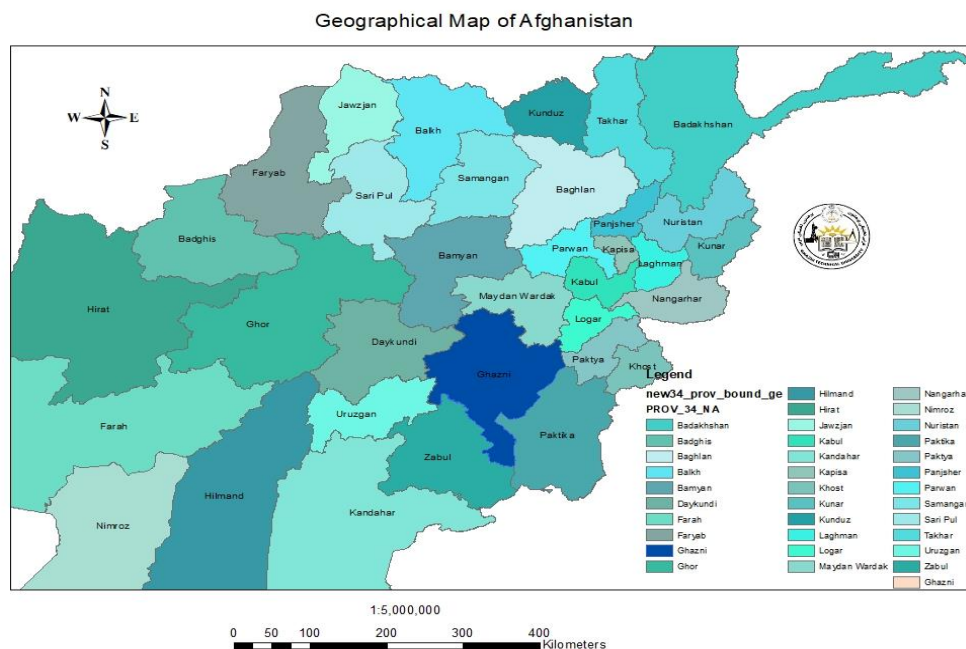 Geographical Map of Afghanistan
N
W E
S
Jawzjan
Balkh
Kunduz
Takhar
Badakhshan
Faryab
Sari Pul
Samangan
Baghlan
Panjsher
Nuristan
Badghis
Bamyan
Parwan
Kapisa
Kunar
Laghman
Kabul
Hirat
Ghor
Maydan Wardak
Nangarhar
Logar
Daykundi
Paktya
Khost
Ghazni
Farah
Uruzgan
Zabul
Paktika
Nimroz
Hilmand
Kandahar
Legend
new34_prov_bound_ge
PROV_34_NA
Badakhshan
Badghis
Baghlan
Balkh
Bamyan
Daykundi
Farah
Faryab
Ghazni
Ghor
Hilmand
Hirat
Jawzjan
Kabul
Kandahar
Kapisa
Khost
Kunar
Kunduz
Laghman
Logar
Maydan Wardak
Nangarha
Nimroz
Nuristan
Paktika
Paktya
Panjsher
Parwan
Samangan
Sari Pul
Takhar
Uruzgan
Zabul
Ghazni
1:5,000,000
0 50 100 200 300 400
Kilometers